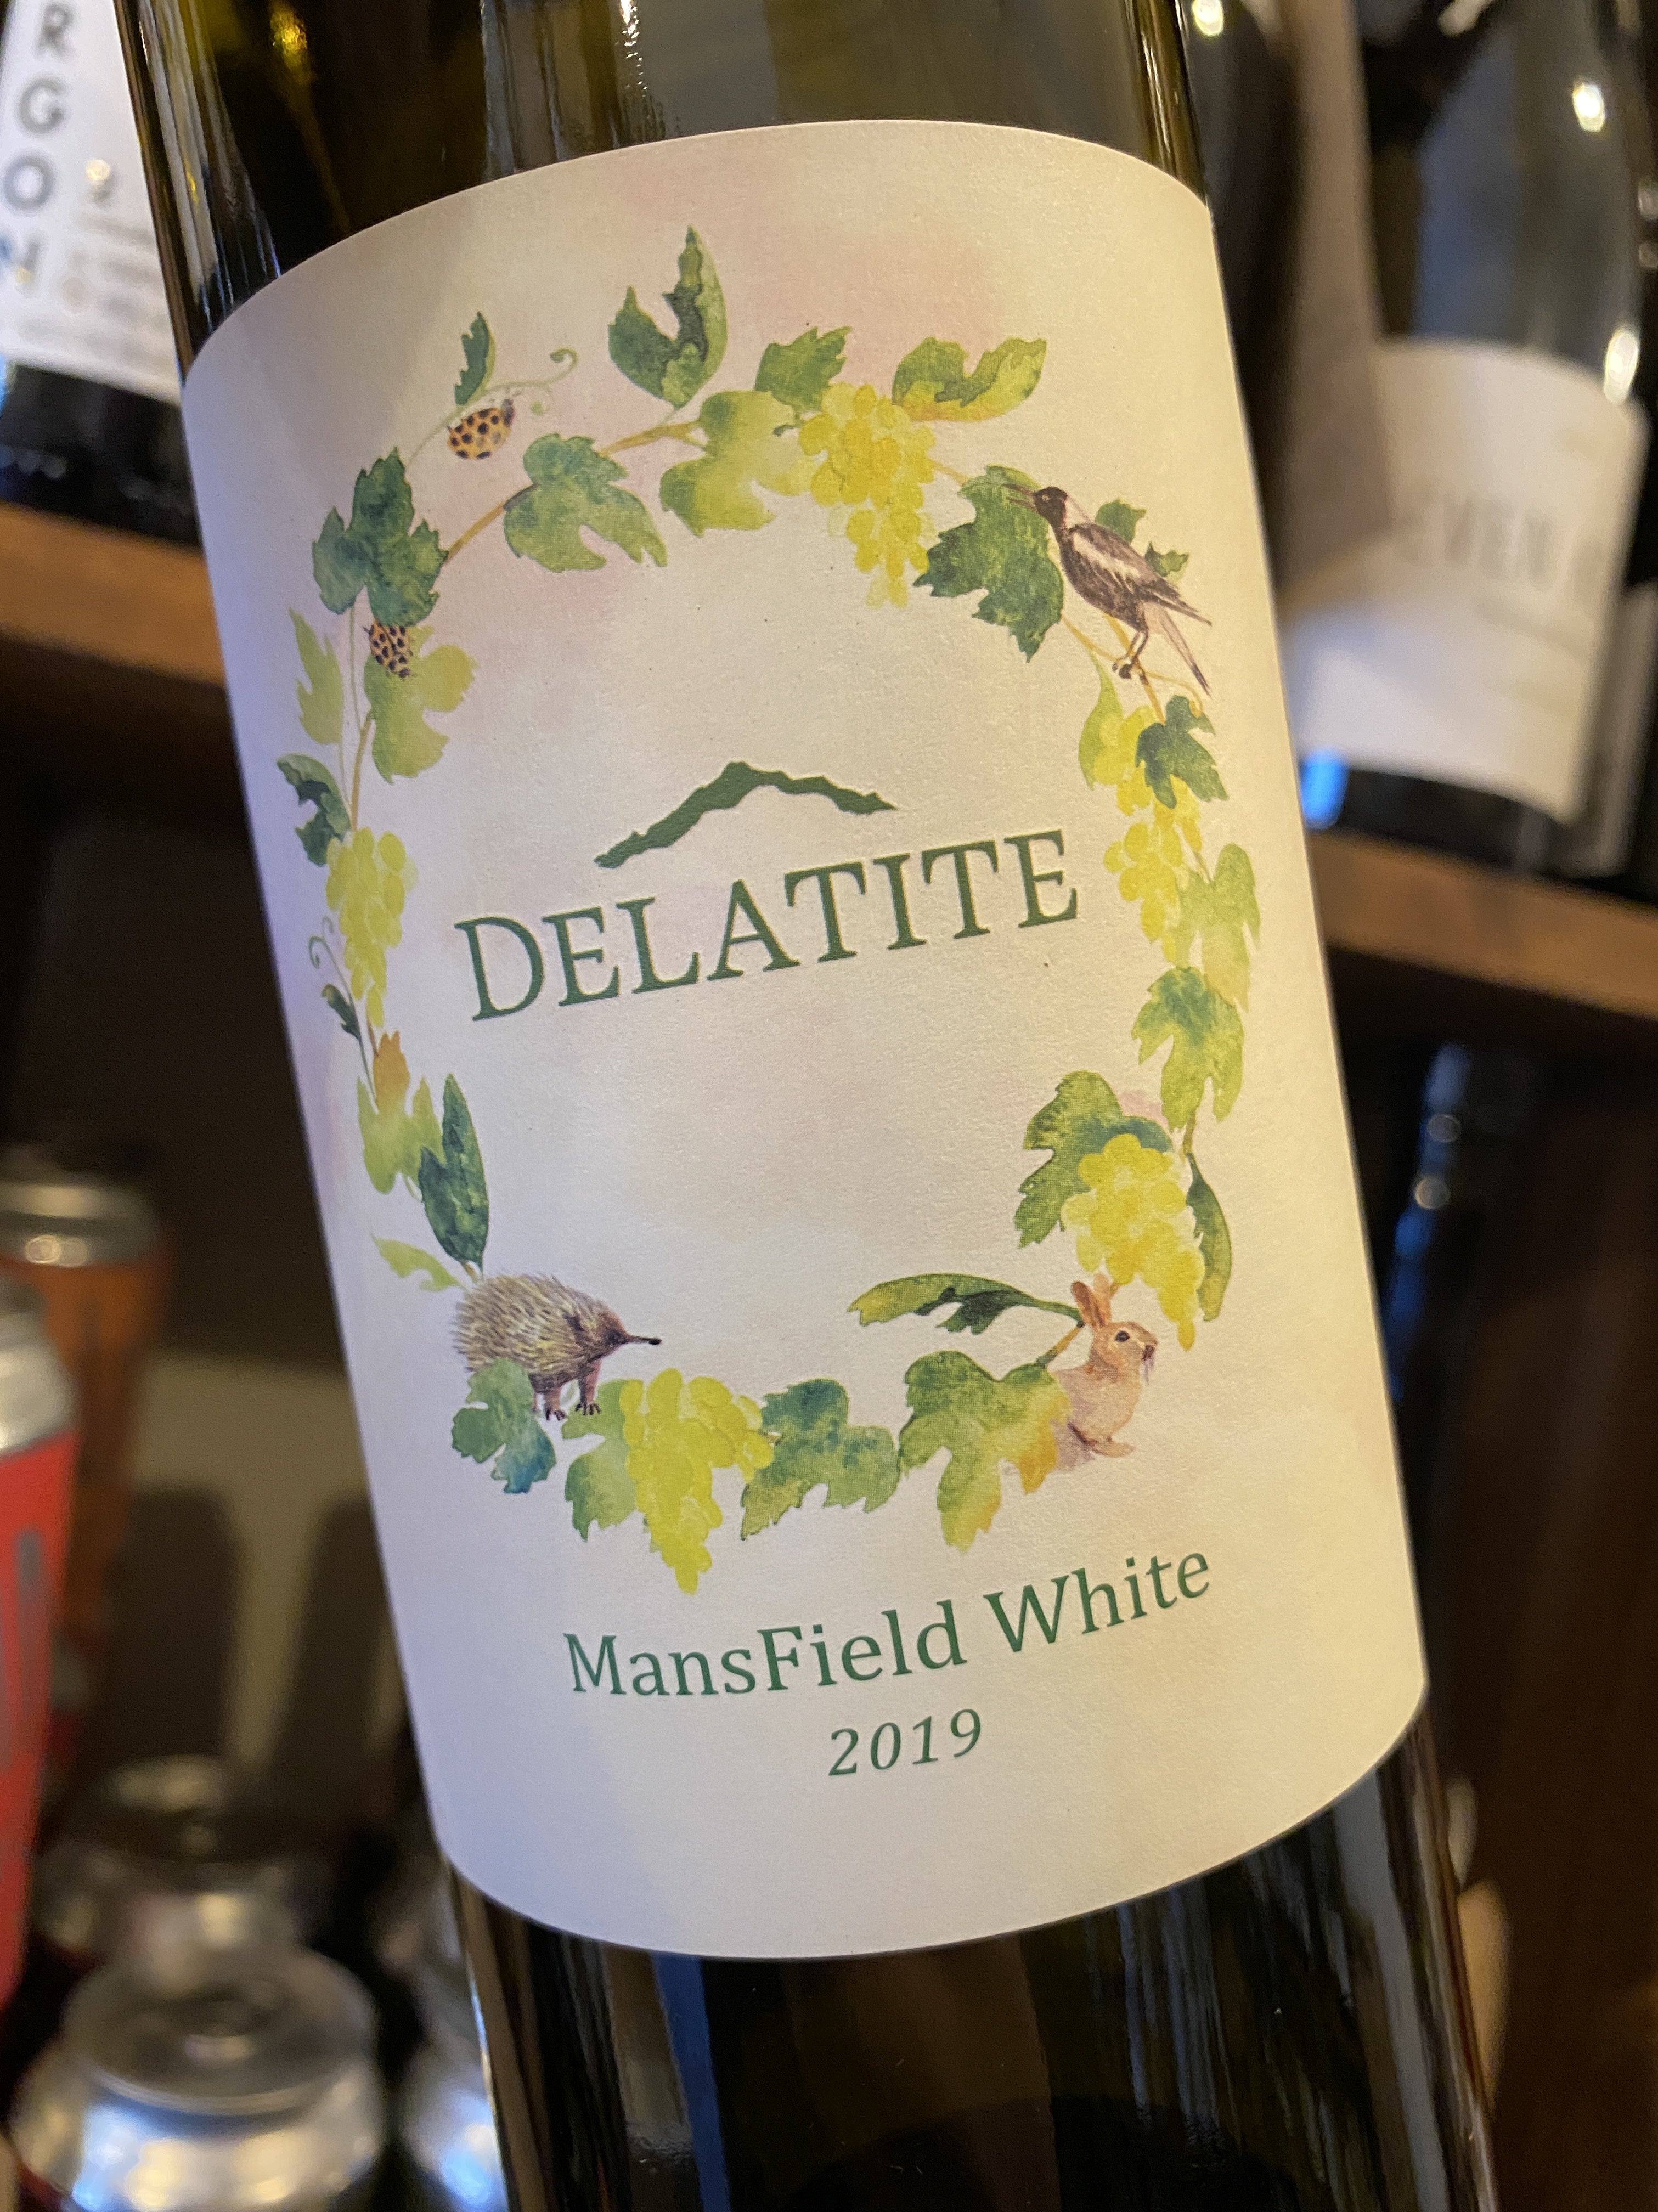 DELATITE
MansField White
2019
R
G
O
N